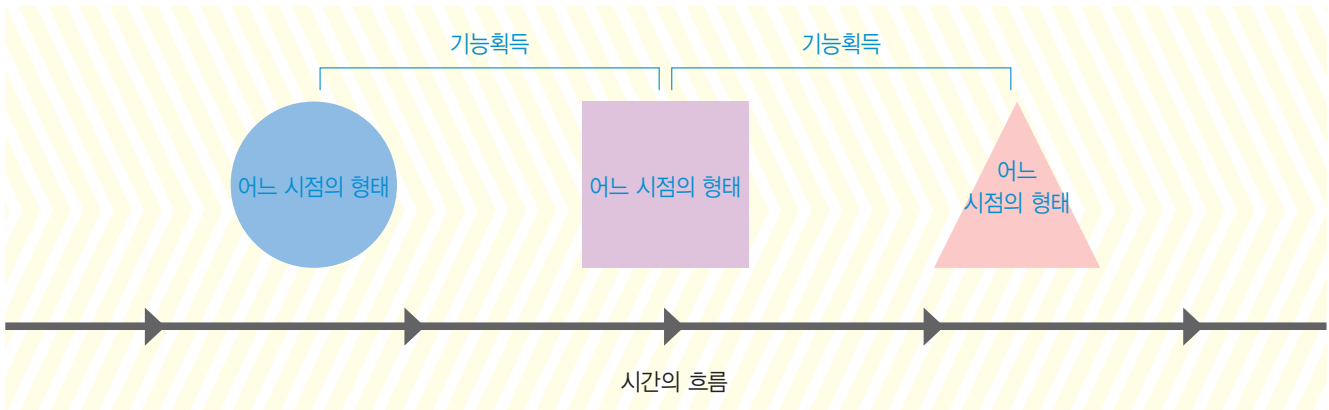 기능획득
기능획득
어느 시점의 형태
어느 시점의 형태
어느
시점의 형태
시간의 흐름